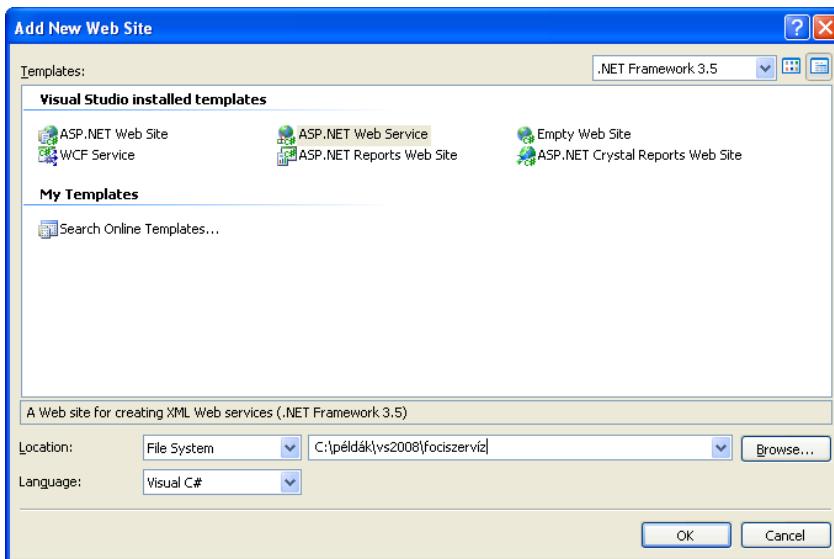 Add New Web Site
Templates:
.NET Framework 3.5
Visual Studio installed templates
ASP.NET Web Site
ASP.NET Web Service
Empty Web Site
WCF Service
ASP.NET Reports Web Site
ASP.NET Crystal Reports Web Site
My Templates
Search Online Templates...
A Web site for creating XML Web services (.NET Framework 3.5)
Location:
File System
C:\példák\vs2008\fociszervíz
Browse...
Language:
Visual C#
OK
Cancel